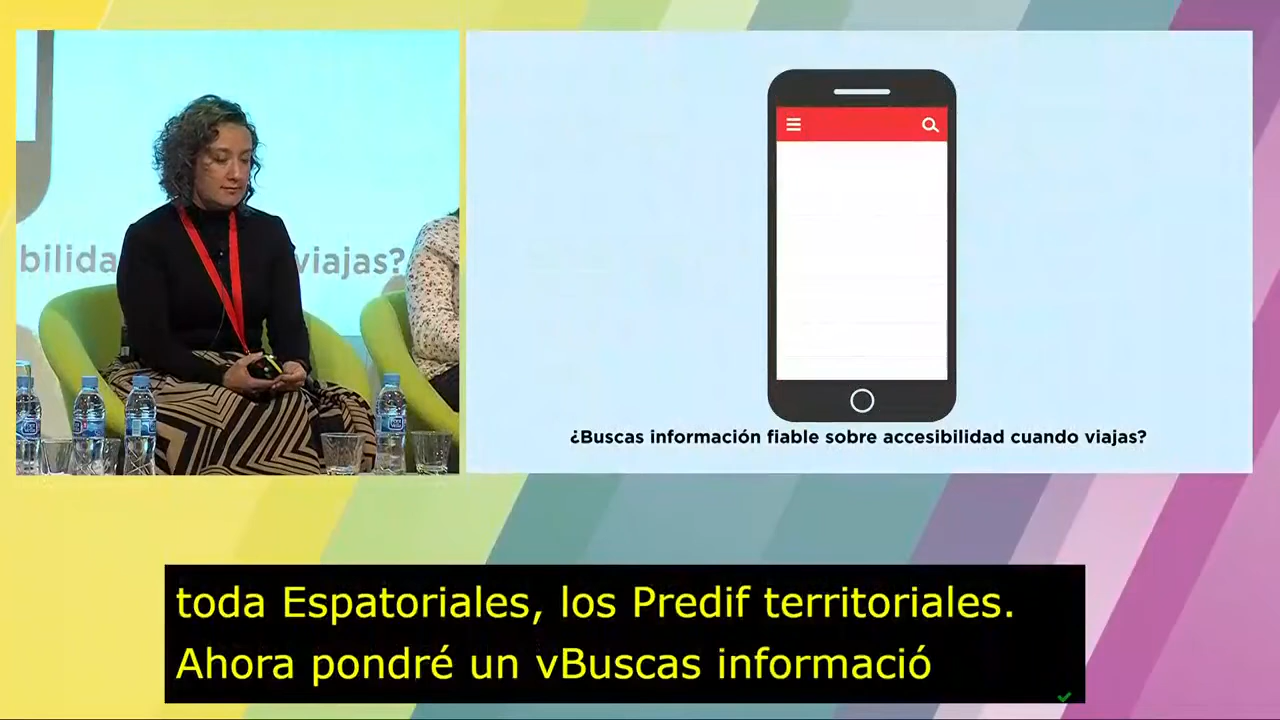 bilida viajas?
¿Buscas información fiable sobre accesibilidad cuando viajas?
toda Espatoriales, los Predif territoriales.
Ahora pondré un vBuscas informació